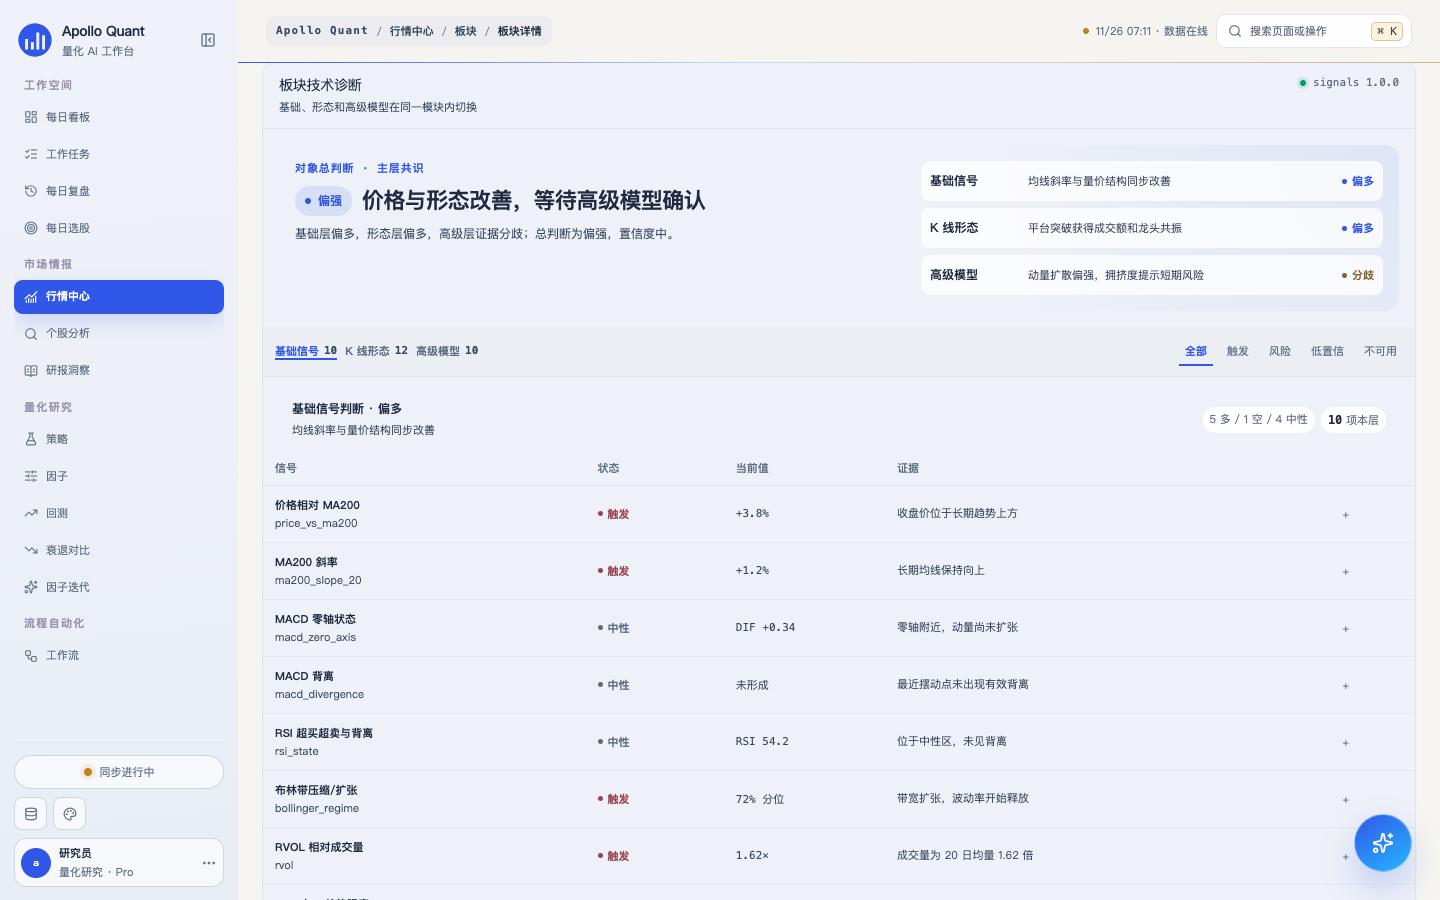 Apollo Quant
量化 AI 工作台
工作空间
每日看板
工作任务
每日复盘
每日选股
市场情报
行情中心
个股分析
研报洞察
量化研究
策略
因子
回测
衰退对比
因子迭代
流程自动化
工作流
同步进行中
a
研究员
量化研究 · Pro
Apollo Quant / 行情中心 / 板块 / 板块详情
11/26 07:11 · 数据在线
搜索页面或操作
⌘ K
板块技术诊断
基础、形态和高级模型在同一模块内切换
signals 1.0.0
对象总判断 · 主层共识
偏强 价格与形态改善，等待高级模型确认
基础层偏多，形态层偏多，高级层证据分歧；总判断为偏强，置信度中。
基础信号 均线斜率与量价结构同步改善 偏多
K 线形态 平台突破获得成交额和龙头共振 偏多
高级模型 动量扩散偏强，拥挤度提示短期风险 分歧
基础信号 10 K 线形态 12 高级模型 10
全部 触发 风险 低置信 不可用
基础信号判断 · 偏多
均线斜率与量价结构同步改善
5 多 / 1 空 / 4 中性
10 项本层
信号 状态 当前值 证据
价格相对 MA200
price_vs_ma200
触发 +3.8% 收盘价位于长期趋势上方 +
MA200 斜率
ma200_slope_20
触发 +1.2% 长期均线保持向上 +
MACD 零轴状态
macd_zero_axis
中性 DIF +0.34 零轴附近，动量尚未扩张 +
MACD 背离
macd_divergence
中性 未形成 最近摆动点未出现有效背离 +
RSI 超买超卖与背离
rsi_state
中性 RSI 54.2 位于中性区，未见背离 +
布林带压缩/扩张
bollinger_regime
触发 72% 分位 带宽扩张，波动率开始释放 +
RVOL 相对成交量
rvol
触发 1.62× 成交量为 20 日均量 1.62 倍 +